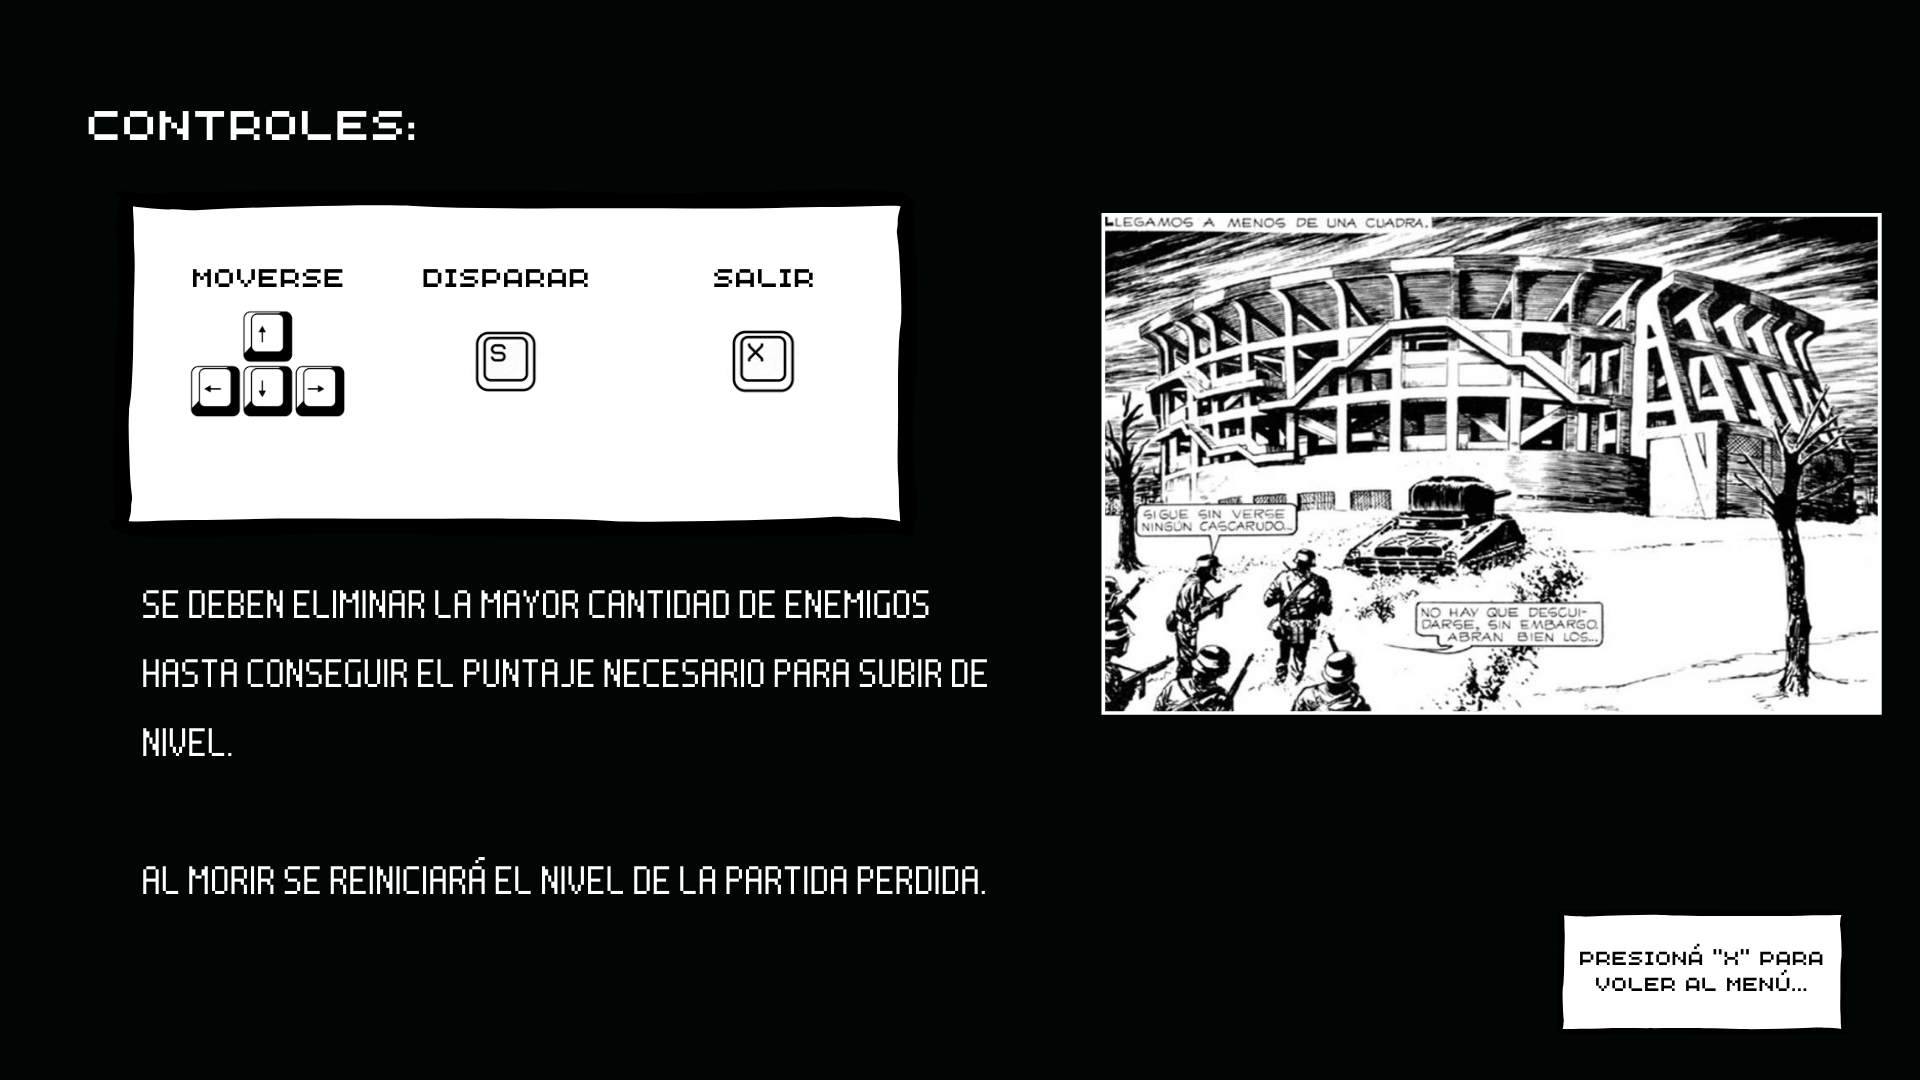 CONTROLES:
MOVERSE DISPARAR SALIR
↑
S X
← ↓ →
SE DEBEN ELIMINAR LA MAYOR CANTIDAD DE ENEMIGOS
HASTA CONSEGUIR EL PUNTAJE NECESARIO PARA SUBIR DE
NIVEL.
AL MORIR SE REINICIARÁ EL NIVEL DE LA PARTIDA PERDIDA.
LLEGAMOS A MENOS DE UNA CUADRA.
SIGUE SIN VERSE
NINGÚN CASCARUDO...
NO HAY QUE DESCUI-
DARSE, SIN EMBARGO.
ABRAN BIEN LOS...
PRESIONÁ "X" PARA
VOLER AL MENÚ...